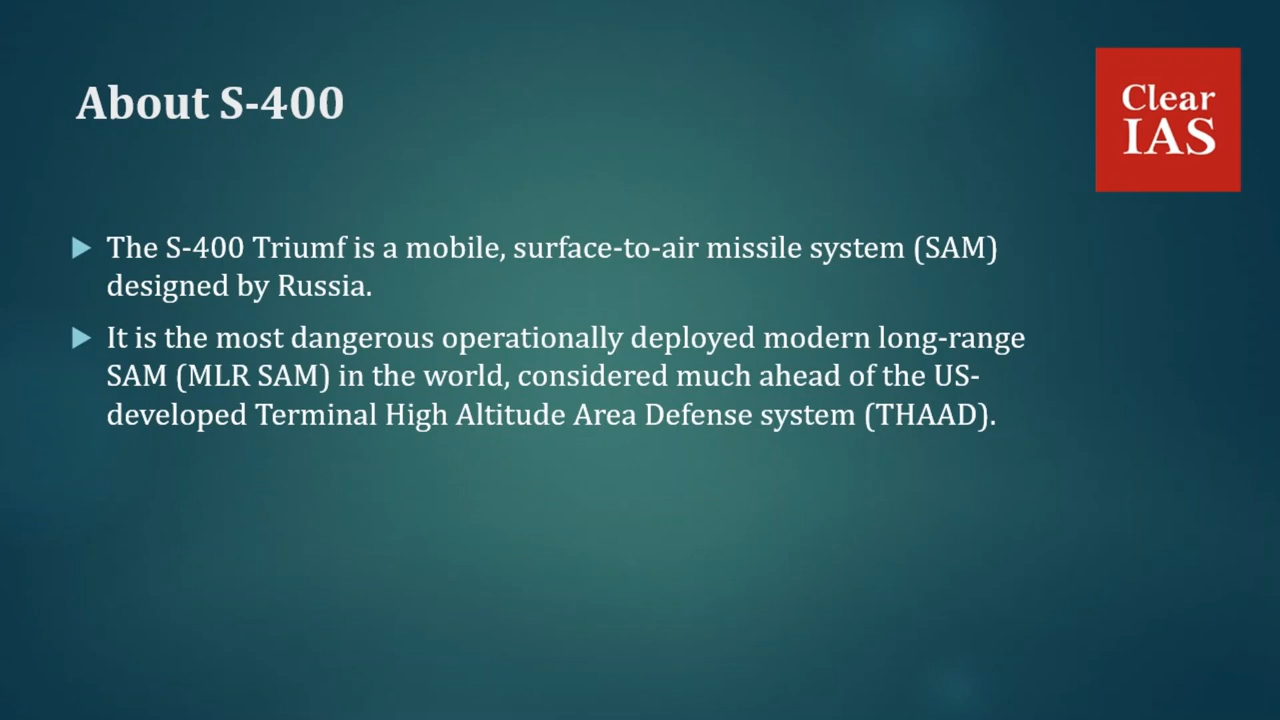 About S-400
Clear
IAS
The S-400 Triumf is a mobile, surface-to-air missile system (SAM)
designed by Russia.
It is the most dangerous operationally deployed modern long-range
SAM (MLR SAM) in the world, considered much ahead of the US-
developed Terminal High Altitude Area Defense system (THAAD).